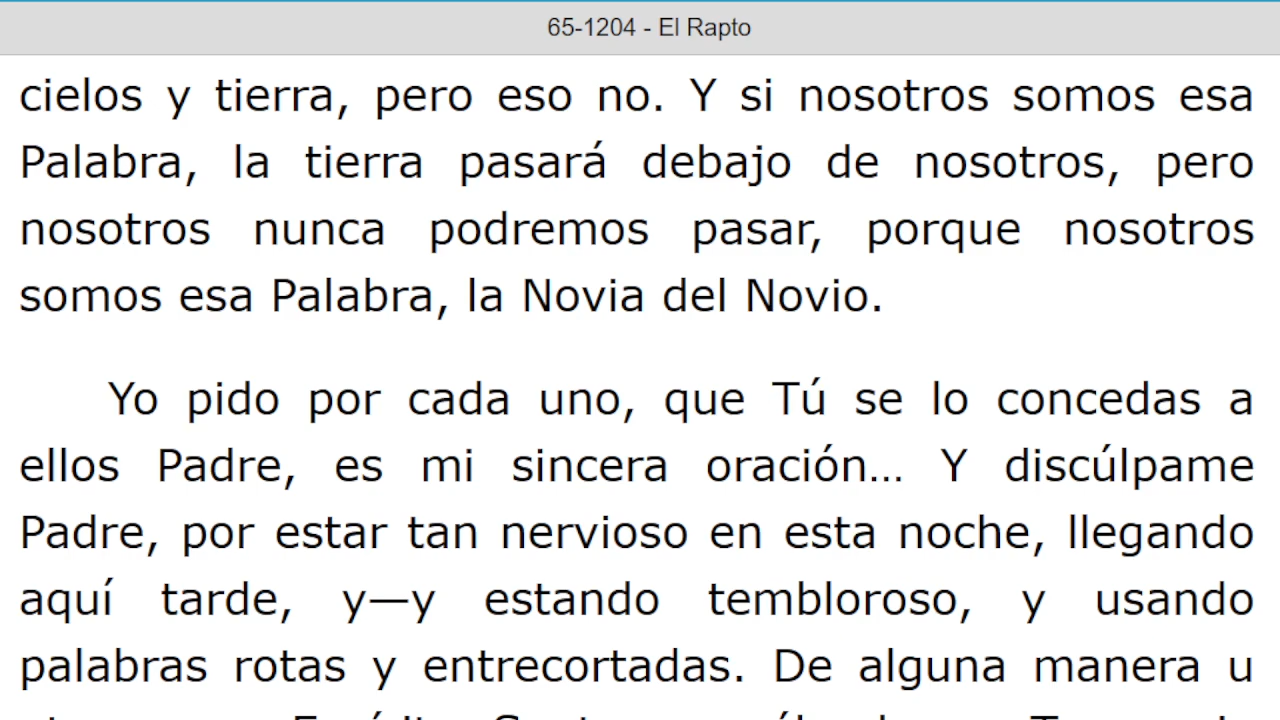 65-1204 - El Rapto
cielos y tierra, pero eso no. Y si nosotros somos esa
Palabra, la tierra pasará debajo de nosotros, pero
nosotros nunca podremos pasar, porque nosotros
somos esa Palabra, la Novia del Novio.
Yo pido por cada uno, que Tú se lo concedas a
ellos Padre, es mi sincera oración... Y discúlpame
Padre, por estar tan nervioso en esta noche, llegando
aquí tarde, y—y estando tembloroso, y usando
palabras rotas y entrecortadas. De alguna manera u